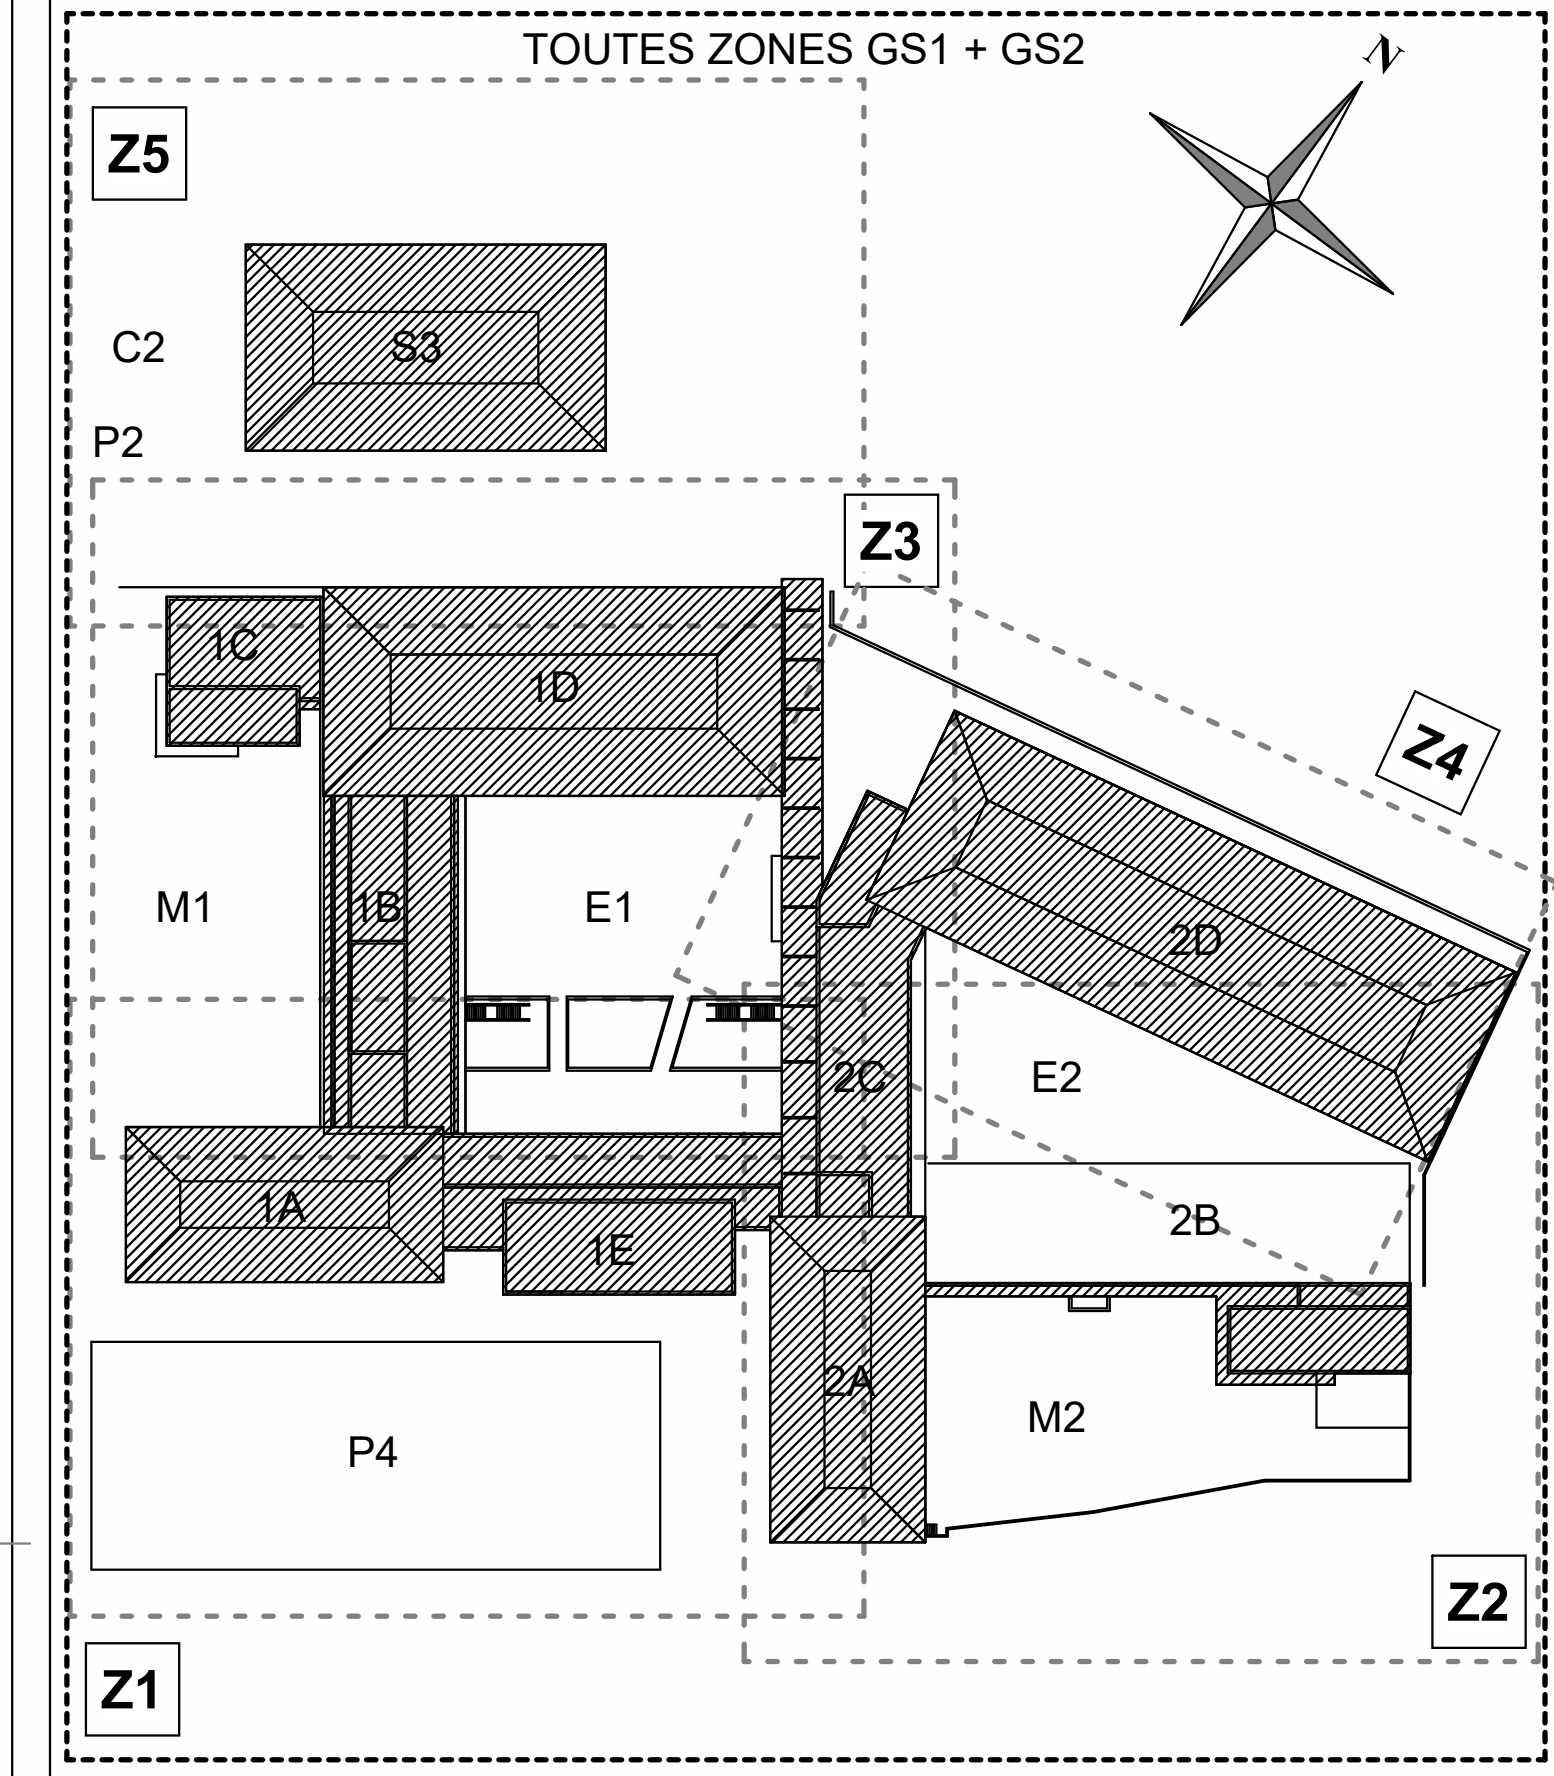 TOUTES ZONES GS1 + GS2
N
Z5
C2
S3
P2
Z3
1C
1D
Z4
M1
1B
E1
2D
2C
E2
1A
1E
2B
2A
M2
P4
Z2
Z1